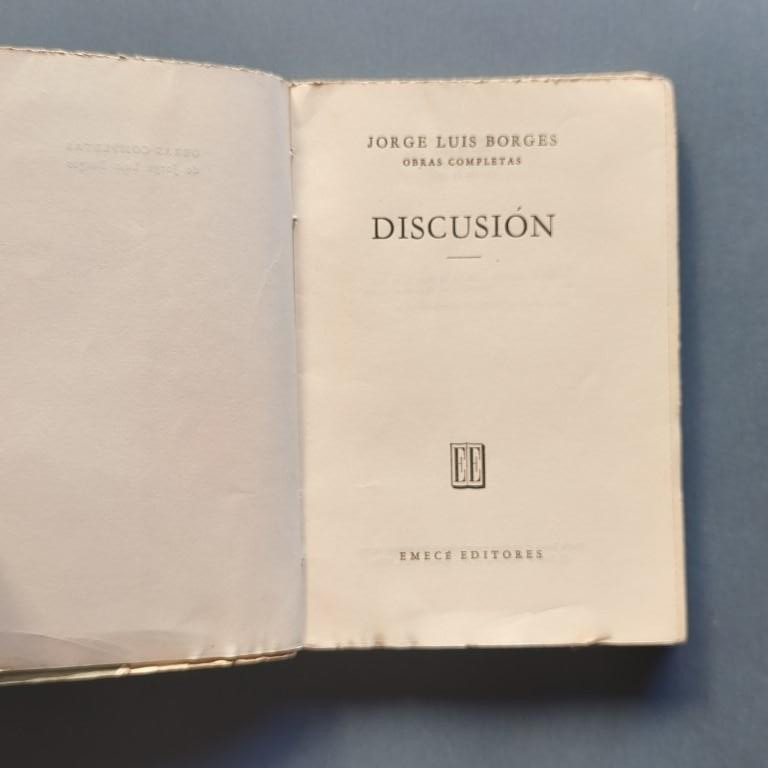 JORGE LUIS BORGES
OBRAS COMPLETAS
DISCUSIÓN
EE
EMECÉ EDITORES